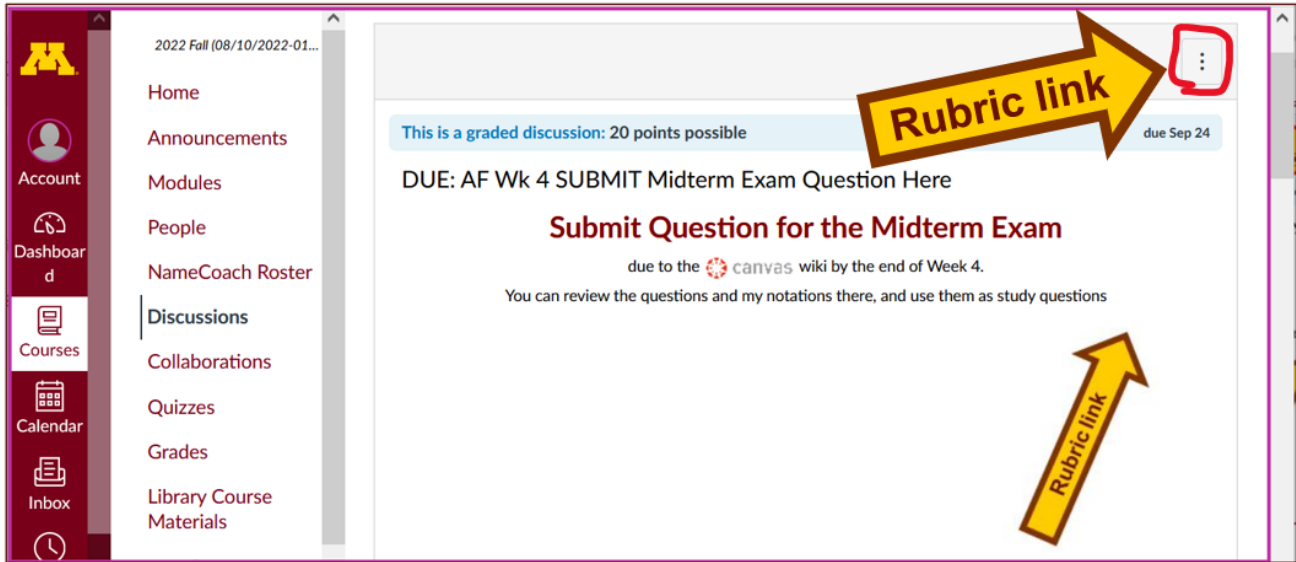 Account
Dashboar
d
Courses
Calendar
Inbox
2022 Fall (08/10/2022-01...
Home
Announcements
Modules
People
NameCoach Roster
Discussions
Collaborations
Quizzes
Grades
Library Course
Materials
Rubric link
This is a graded discussion: 20 points possible
due Sep 24
DUE: AF Wk 4 SUBMIT Midterm Exam Question Here
Submit Question for the Midterm Exam
due to the canvas wiki by the end of Week 4.
You can review the questions and my notations there, and use them as study questions
Rubric link